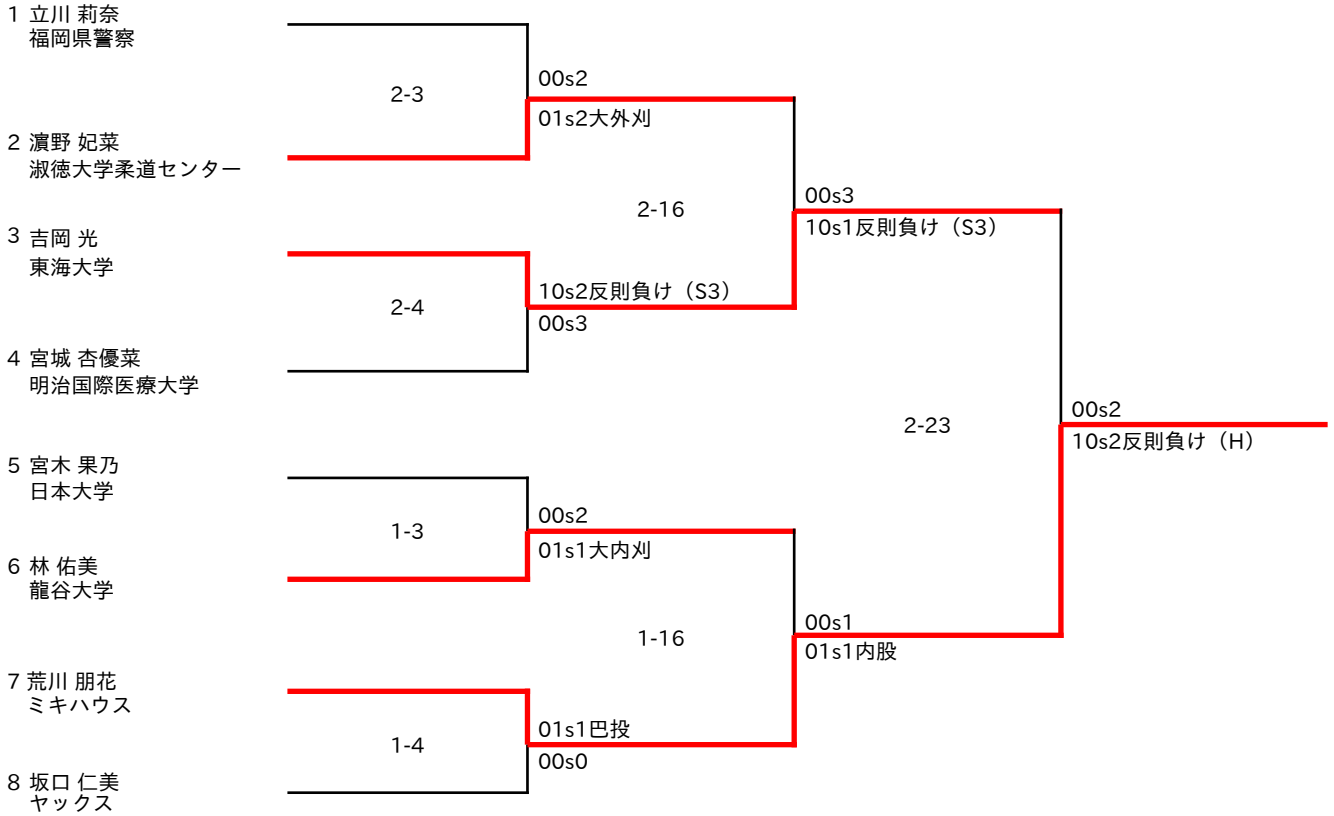 1 立川 莉奈
福岡県警察
2-3
00s2
01s2大外刈
2 濵野 妃菜
淑徳大学柔道センター
2-16
00s3
10s1反則負け（S3）
3 吉岡 光
東海大学
2-4
10s2反則負け（S3）
00s3
4 宮城 杏優菜
明治国際医療大学
2-23
00s2
10s2反則負け（H）
5 宮木 果乃
日本大学
1-3
00s2
01s1大内刈
6 林 佑美
龍谷大学
1-16
00s1
01s1内股
7 荒川 朋花
ミキハウス
1-4
01s1巴投
00s0
8 坂口 仁美
ヤックス